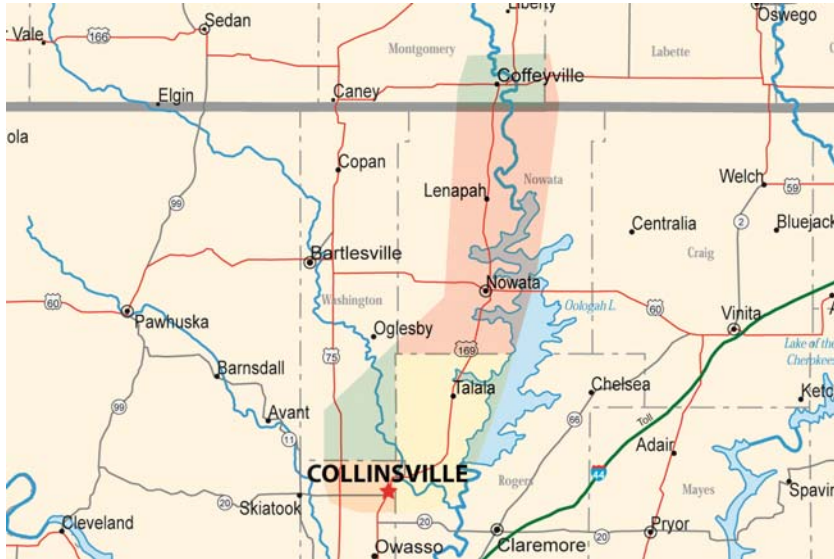 Sedan
Liberty
Oswego
Vale
166
Montgomery
Labette
Coffeyville
Elgin
Caney
ola
Copan
99
Lenapah
Nowata
Welch
59
Centralia
2
Bluejack
Bartlesville
Craig
60
Washington
Nowata
Oologah L.
60
Vinita
Pawhuska
Oglesby
169
Lake of the
Cherokees
75
Barnsdall
Talala
Chelsea
Ketc
99
Avant
66
Toll
11
Adair
COLLINSVILLE
44
20
Skiatook
Rogers
Mayes
Spavin
Cleveland
20
20
Pryor
Owasso
Claremore